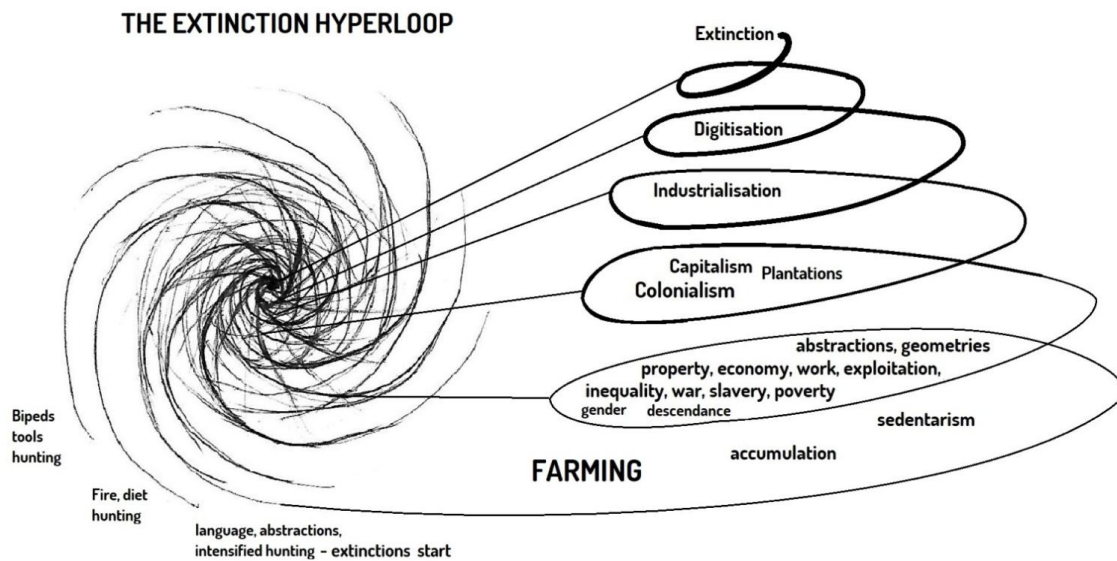 THE EXTINCTION HYPERLOOP
Extinction
Digitisation
Industrialisation
Capitalism Plantations
Colonialism
abstractions, geometries
property, economy, work, exploitation,
inequality, war, slavery, poverty
gender descendance
sedentarism
accumulation
FARMING
Bipeds
tools
hunting
Fire, diet
hunting
language, abstractions,
intensified hunting - extinctions start